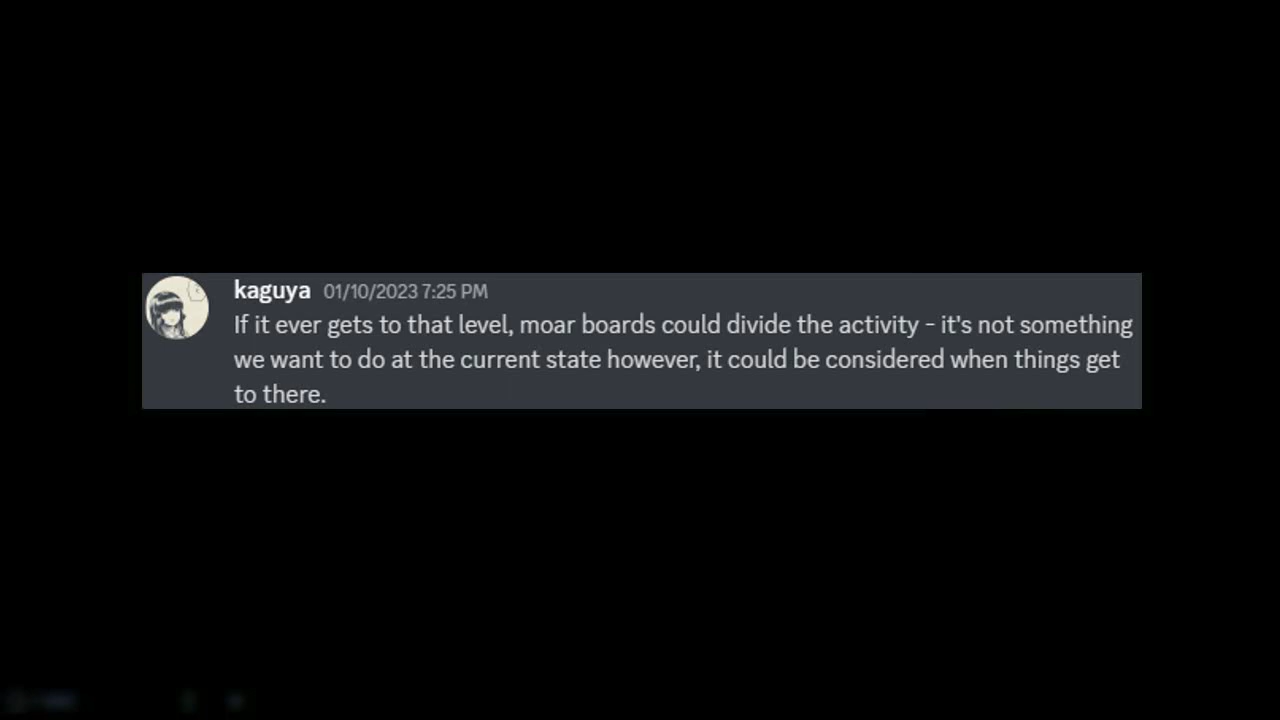 kaguya 01/10/2023 7:25 PM
If it ever gets to that level, moar boards could divide the activity - it's not something
we want to do at the current state however, it could be considered when things get
to there.